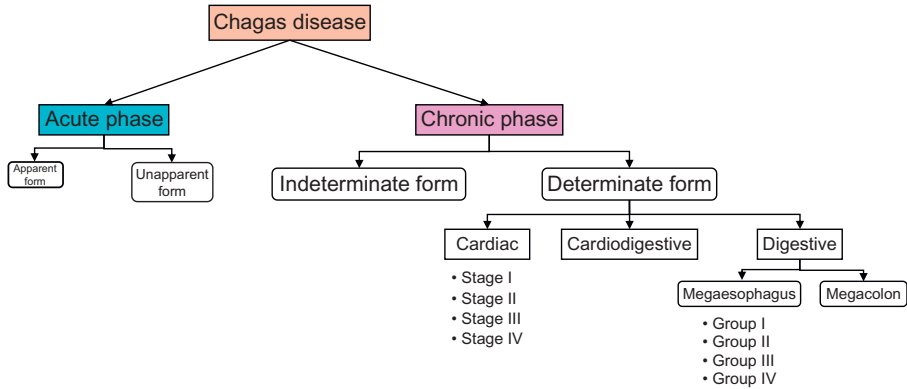 Chagas disease
Acute phase
Chronic phase
Apparent
form
Unapparent
form
Indeterminate form
Determinate form
Cardiac
Cardiodigestive
Digestive
• Stage I
• Stage II
• Stage III
• Stage IV
Megaesophagus
Megacolon
• Group I
• Group II
• Group III
• Group IV